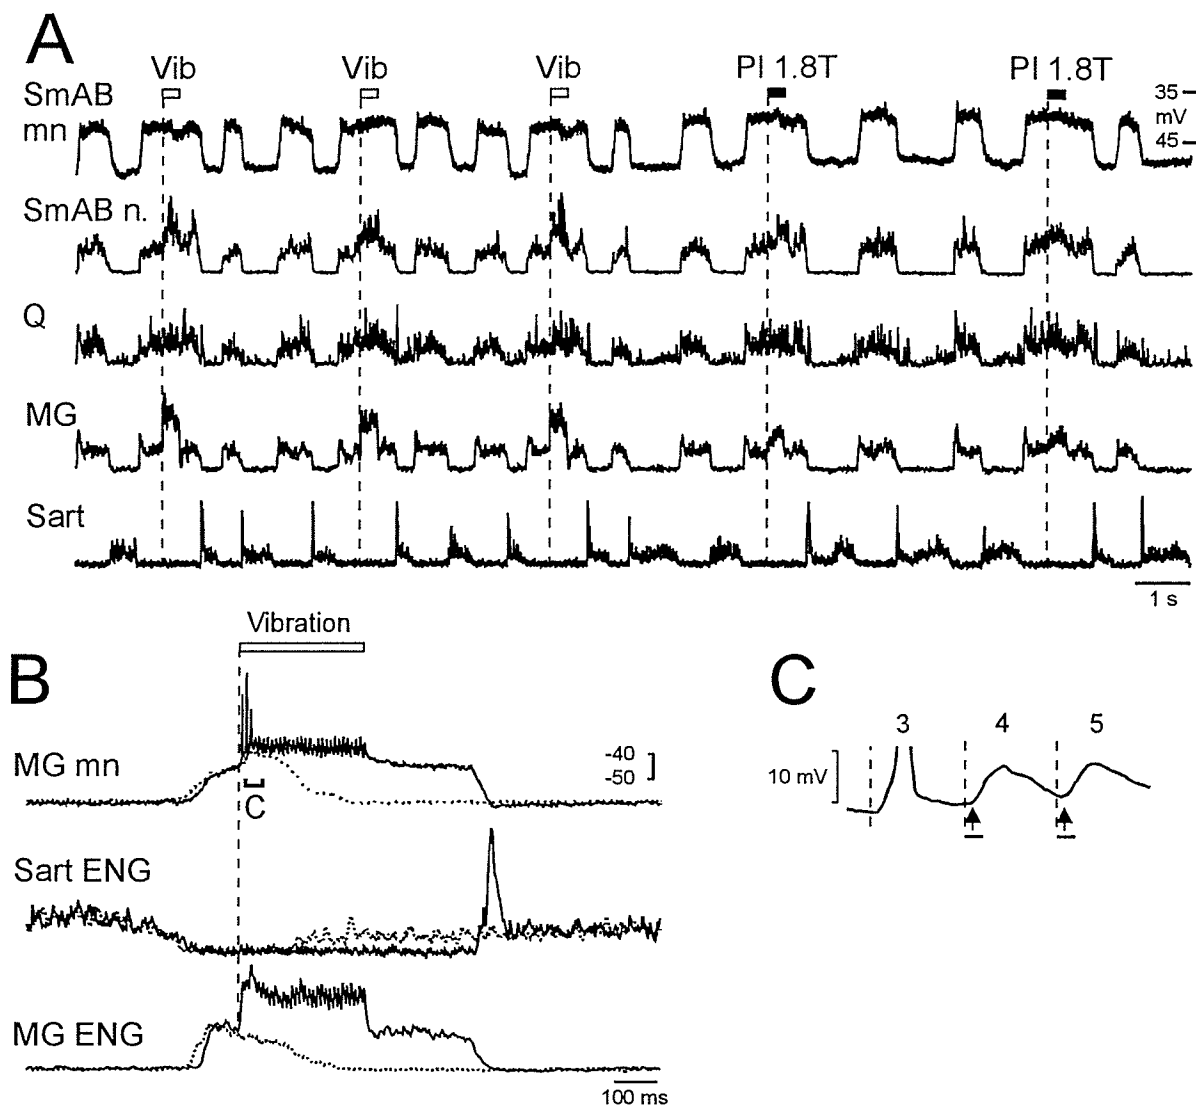 A
Vib
Vib
Vib
Pl 1.8T
Pl 1.8T
SmAB
mn
35
mV
45
SmAB n.
Q
MG
Sart
1 s
Vibration
B
C
3
4
5
MG mn
-40
-50
10 mV
C
Sart ENG
MG ENG
100 ms